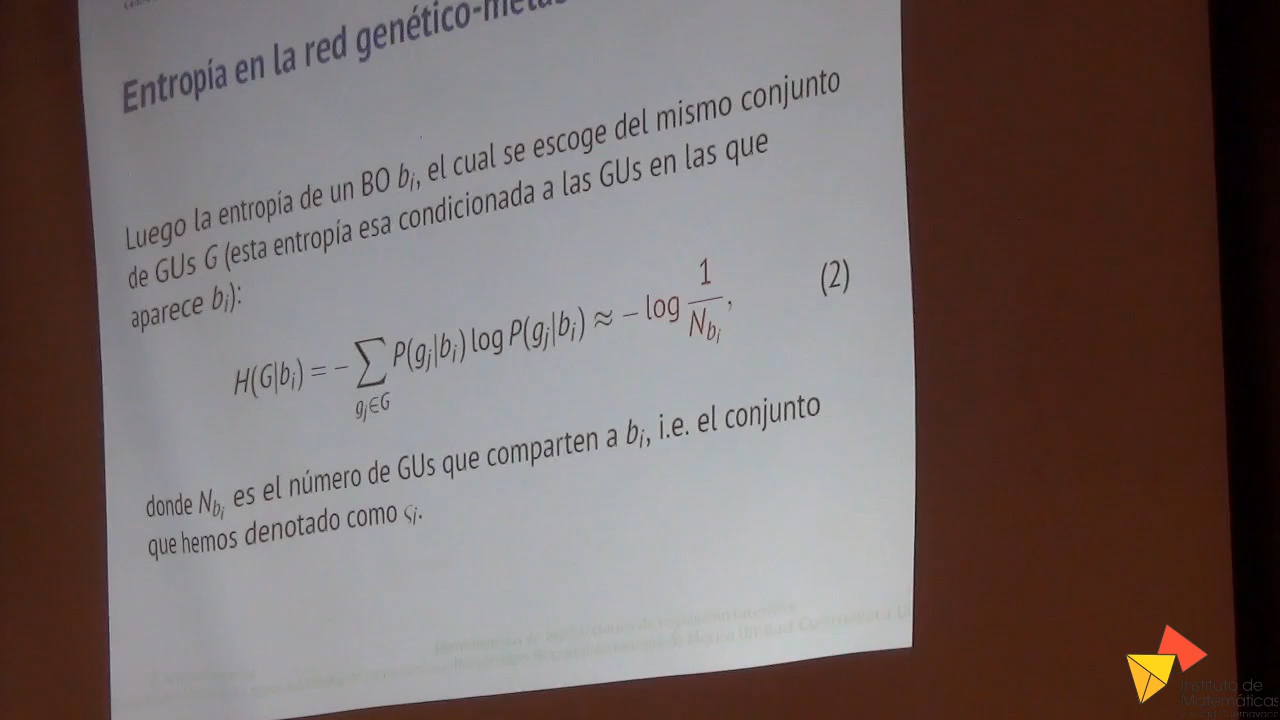 Entropía en la red genético-
Luego la entropía de un BO b_i, el cual se escoge del mismo conjunto
de GUs G (esta entropía esa condicionada a las GUs en las que
aparece b_i):
H(G|b_i) = − ∑_{g_j∈G} P(g_j|b_i) log P(g_j|b_i) ≈ − log 1/N_{b_i}, (2)
donde N_{b_i} es el número de GUs que comparten a b_i, i.e. el conjunto
que hemos denotado como ς_i.
Instituto de
Matemáticas